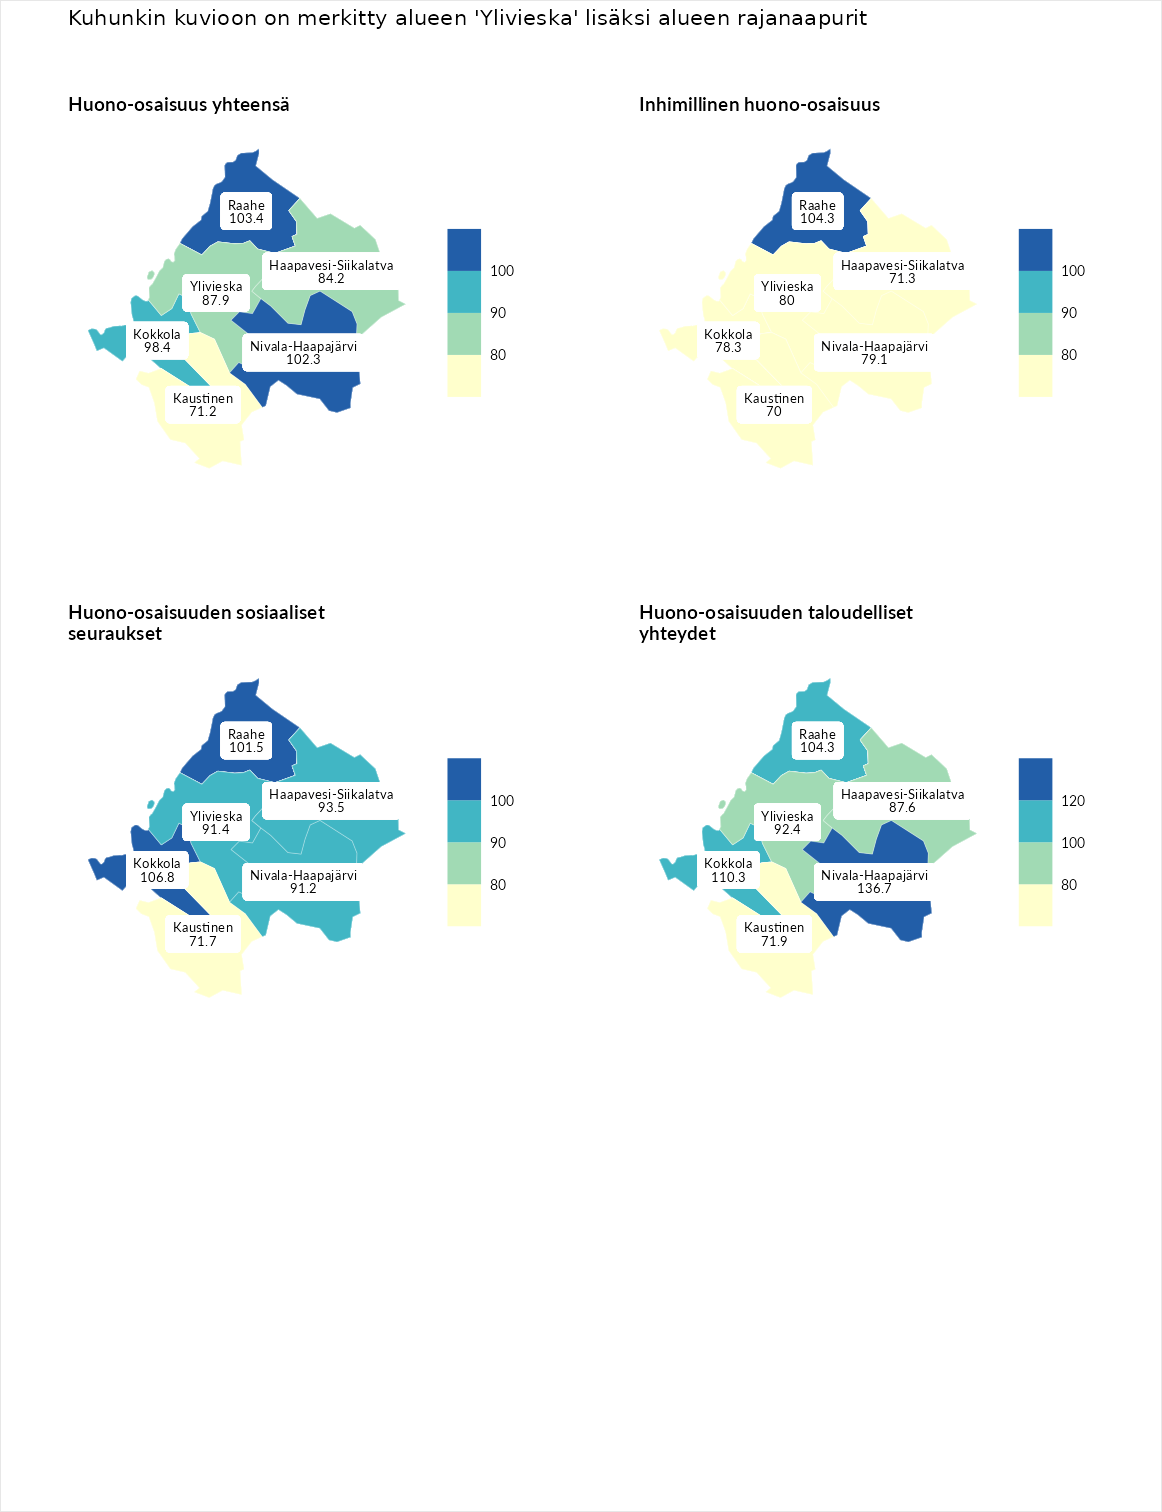 Kuhunkin kuvioon on merkitty alueen 'Ylivieska' lisäksi alueen rajanaapurit
Huono-osaisuus yhteensä
Raahe
103.4
Haapavesi-Siikalatva
84.2
Ylivieska
87.9
Kokkola
98.4
Nivala-Haapajärvi
102.3
Kaustinen
71.2
100
90
80
Inhimillinen huono-osaisuus
Raahe
104.3
Haapavesi-Siikalatva
71.3
Ylivieska
80
Kokkola
78.3
Nivala-Haapajärvi
79.1
Kaustinen
70
100
90
80
Huono-osaisuuden sosiaaliset
seuraukset
Raahe
101.5
Haapavesi-Siikalatva
93.5
Ylivieska
91.4
Kokkola
106.8
Nivala-Haapajärvi
91.2
Kaustinen
71.7
100
90
80
Huono-osaisuuden taloudelliset
yhteydet
Raahe
104.3
Haapavesi-Siikalatva
87.6
Ylivieska
92.4
Kokkola
110.3
Nivala-Haapajärvi
136.7
Kaustinen
71.9
120
100
80